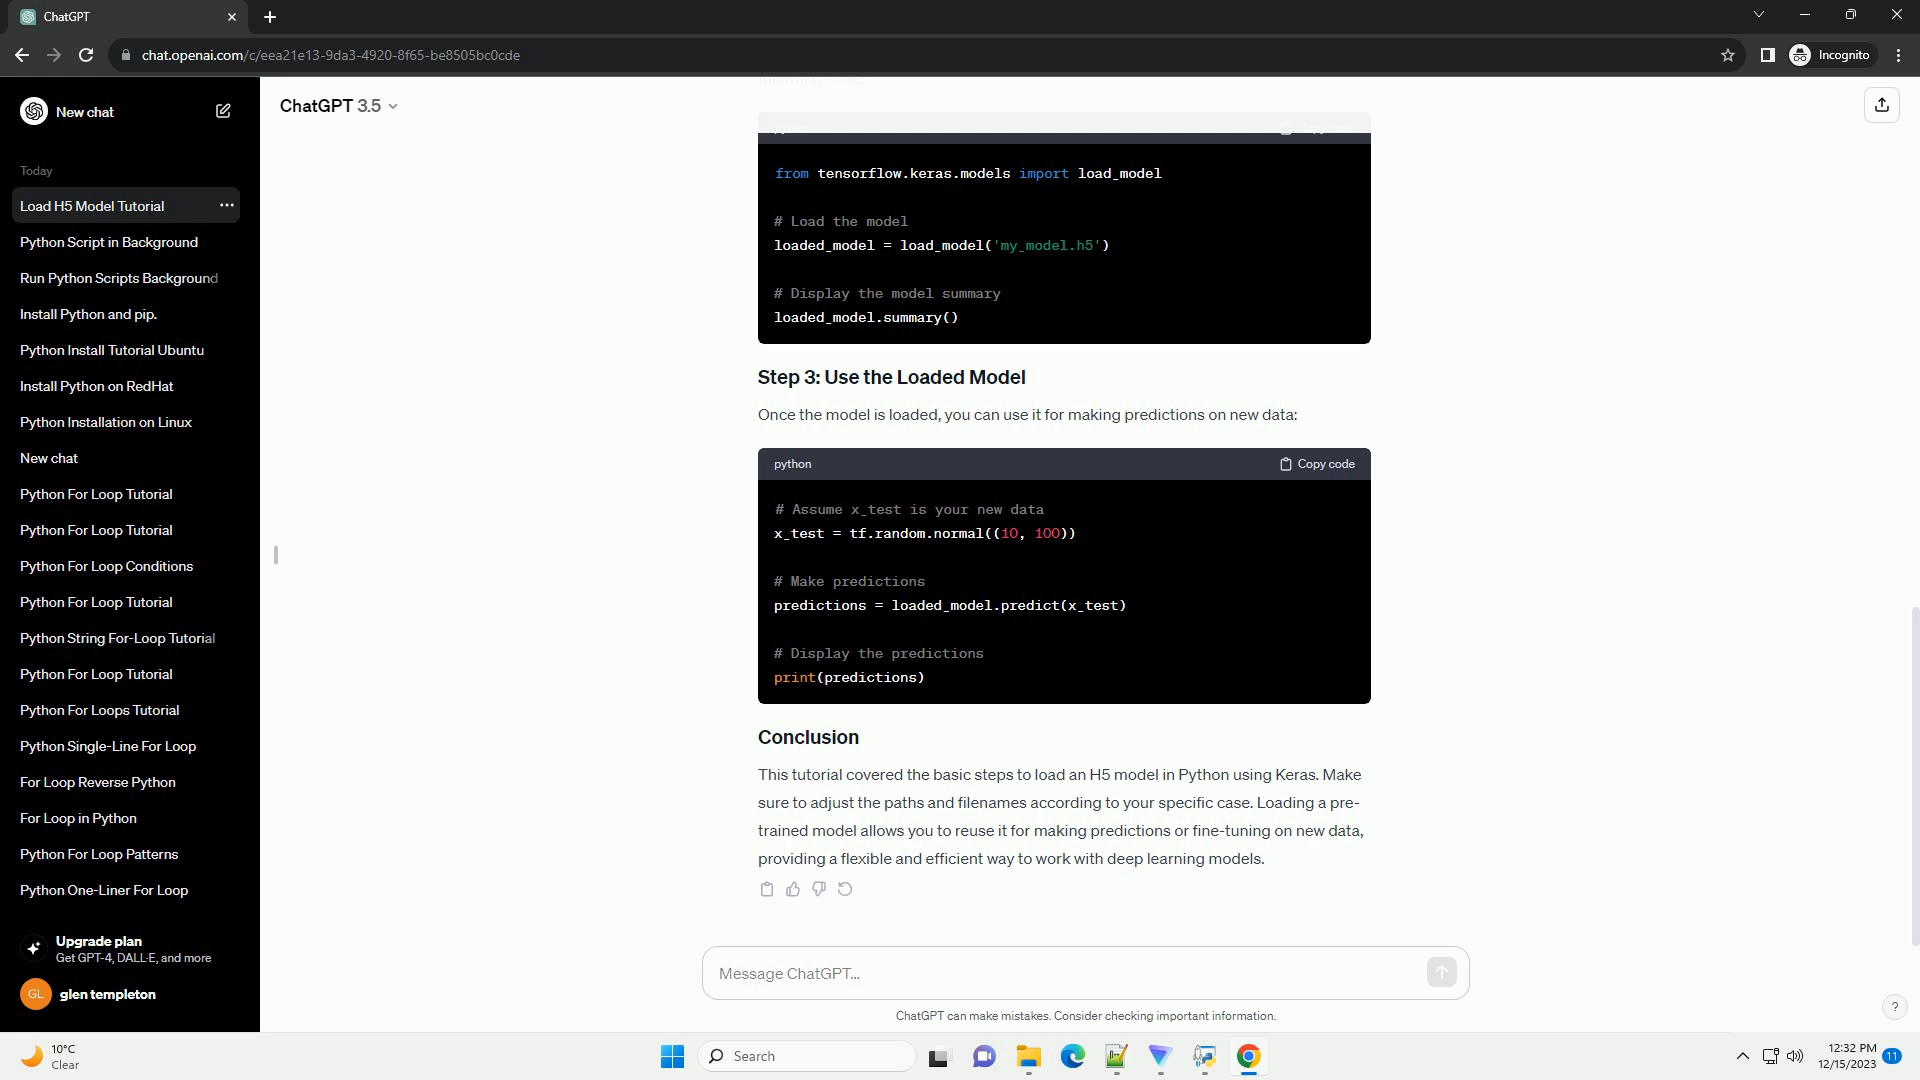 ChatGPT
chat.openai.com/c/eea21e13-9da3-4920-8f65-be8505bc0cde
Incognito
New chat
Today
Load H5 Model Tutorial
Python Script in Background
Run Python Scripts Background
Install Python and pip.
Python Install Tutorial Ubuntu
Install Python on RedHat
Python Installation on Linux
New chat
Python For Loop Tutorial
Python For Loop Tutorial
Python For Loop Conditions
Python For Loop Tutorial
Python String For-Loop Tutorial
Python For Loop Tutorial
Python For Loops Tutorial
Python Single-Line For Loop
For Loop Reverse Python
For Loop in Python
Python For Loop Patterns
Python One-Liner For Loop
Upgrade plan
Get GPT-4, DALL·E, and more
GL glen templeton
ChatGPT 3.5
from tensorflow.keras.models import load_model
# Load the model
loaded_model = load_model('my_model.h5')
# Display the model summary
loaded_model.summary()
Step 3: Use the Loaded Model
Once the model is loaded, you can use it for making predictions on new data:
python Copy code
# Assume x_test is your new data
x_test = tf.random.normal((10, 100))
# Make predictions
predictions = loaded_model.predict(x_test)
# Display the predictions
print(predictions)
Conclusion
This tutorial covered the basic steps to load an H5 model in Python using Keras. Make
sure to adjust the paths and filenames according to your specific case. Loading a pre-
trained model allows you to reuse it for making predictions or fine-tuning on new data,
providing a flexible and efficient way to work with deep learning models.
Message ChatGPT...
ChatGPT can make mistakes. Consider checking important information.
?
10°C
Clear
Search
12:32 PM
12/15/2023
11